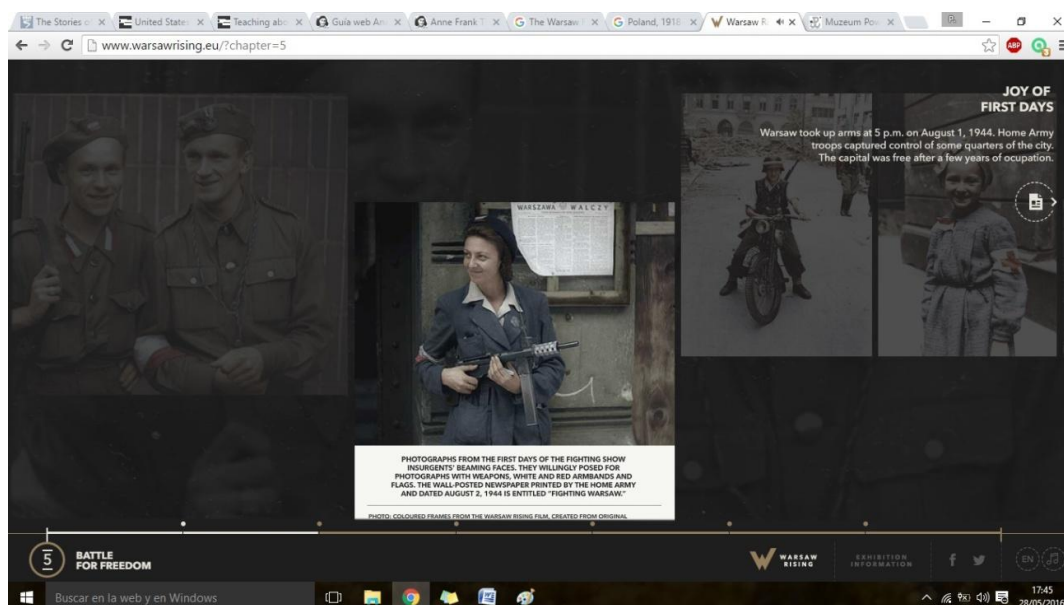 The Stories o
United States
Teaching abo
Guía web An
Anne Frank T
The Warsaw
Poland, 1918
Warsaw R
Muzeum Pow
www.warsawrising.eu/?chapter=5
ABP
JOY OF
FIRST DAYS
Warsaw took up arms at 5 p.m. on August 1, 1944. Home Army
troops captured control of some quarters of the city.
The capital was free after a few years of ocupation.
WARSZAWA WALCZY
PHOTOGRAPHS FROM THE FIRST DAYS OF THE FIGHTING SHOW
INSURGENTS' BEAMING FACES. THEY WILLINGLY POSED FOR
PHOTOGRAPHS WITH WEAPONS, WHITE AND RED ARMBANDS AND
FLAGS. THE WALL-POSTED NEWSPAPER PRINTED BY THE HOME ARMY
AND DATED AUGUST 2, 1944 IS ENTITLED "FIGHTING WARSAW."
PHOTO: COLOURED FRAMES FROM THE WARSAW RISING FILM, CREATED FROM ORIGINAL
5
BATTLE
FOR FREEDOM
WARSAW
RISING
EXHIBITION
INFORMATION
EN
Buscar en la web y en Windows
17:45
28/05/2016